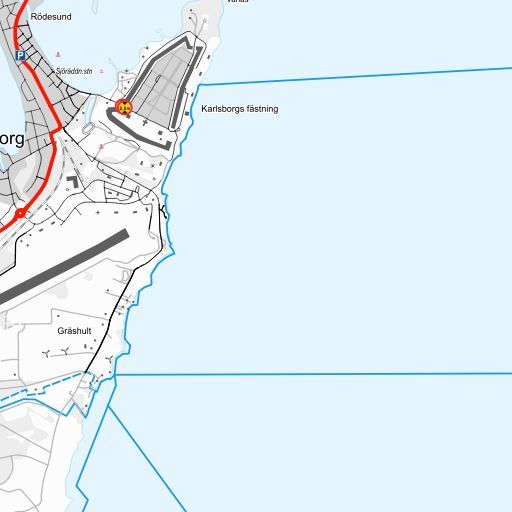 Rödesund
P
Sjöräddn.stn
Karlsborgs fästning
org
K
Gräshult